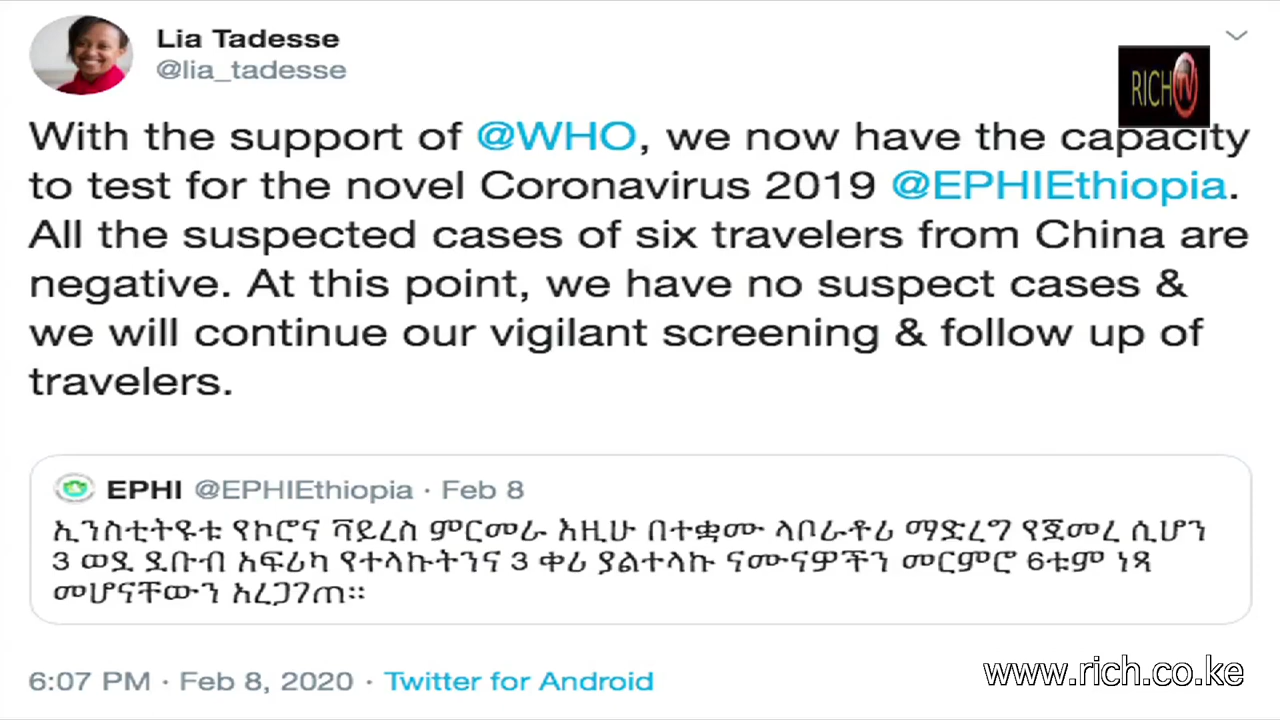 Lia Tadesse
@lia_tadesse
RICH TV
With the support of @WHO, we now have the capacity
to test for the novel Coronavirus 2019 @EPHIEthiopia.
All the suspected cases of six travelers from China are
negative. At this point, we have no suspect cases &
we will continue our vigilant screening & follow up of
travelers.
EPHI @EPHIEthiopia · Feb 8
ኢንስቲትዩቱ የኮሮና ቫይረስ ምርመራ እዚሁ በተቋሙ ላቦራቶሪ ማድረግ የጀመረ ሲሆን
3 ወደ ደቡብ አፍሪካ የተላኩትንና 3 ቀሪ ያልተላኩ ናሙናዎችን መርምሮ 6ቱም ነጻ
መሆናቸውን አረጋገጠ።
6:07 PM · Feb 8, 2020 · Twitter for Android
www.rich.co.ke